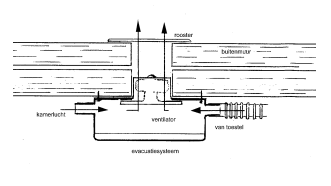 rooster
buitenmuur
kamerlucht
ventilator
van toestel
evacuatiesysteem